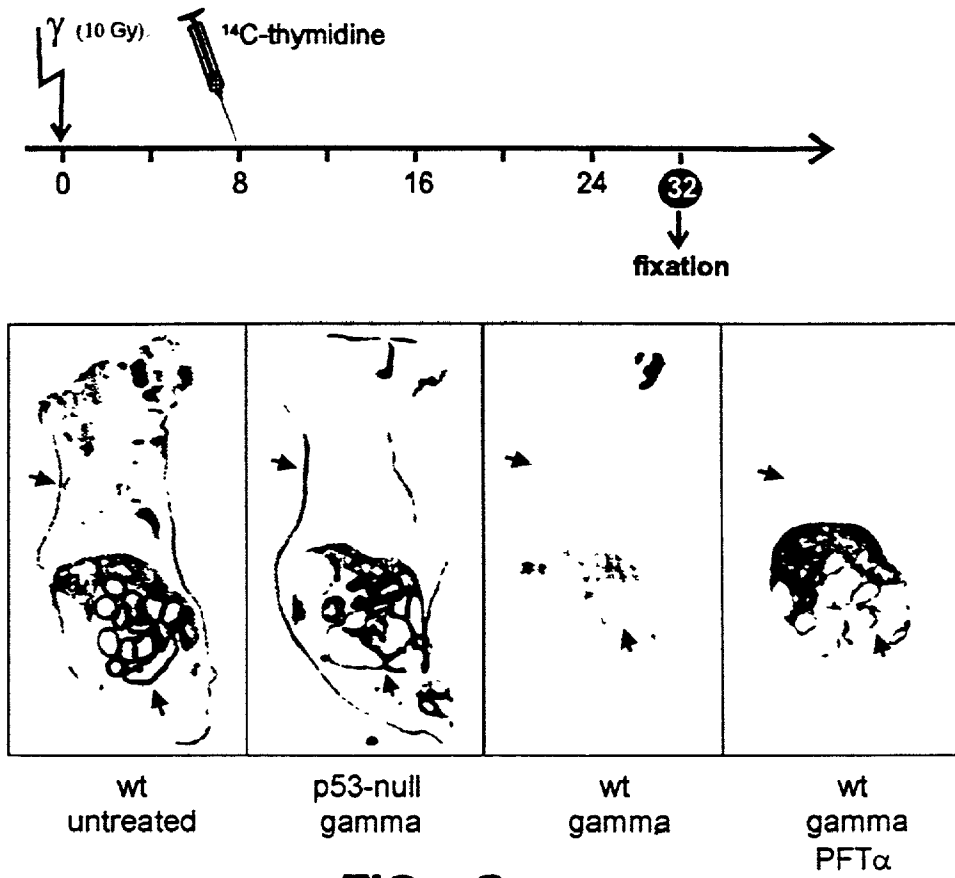 γ (10 Gy)
¹⁴C-thymidine
0 8 16 24 32
fixation
wt untreated
p53-null gamma
wt gamma
wt gamma PFTα